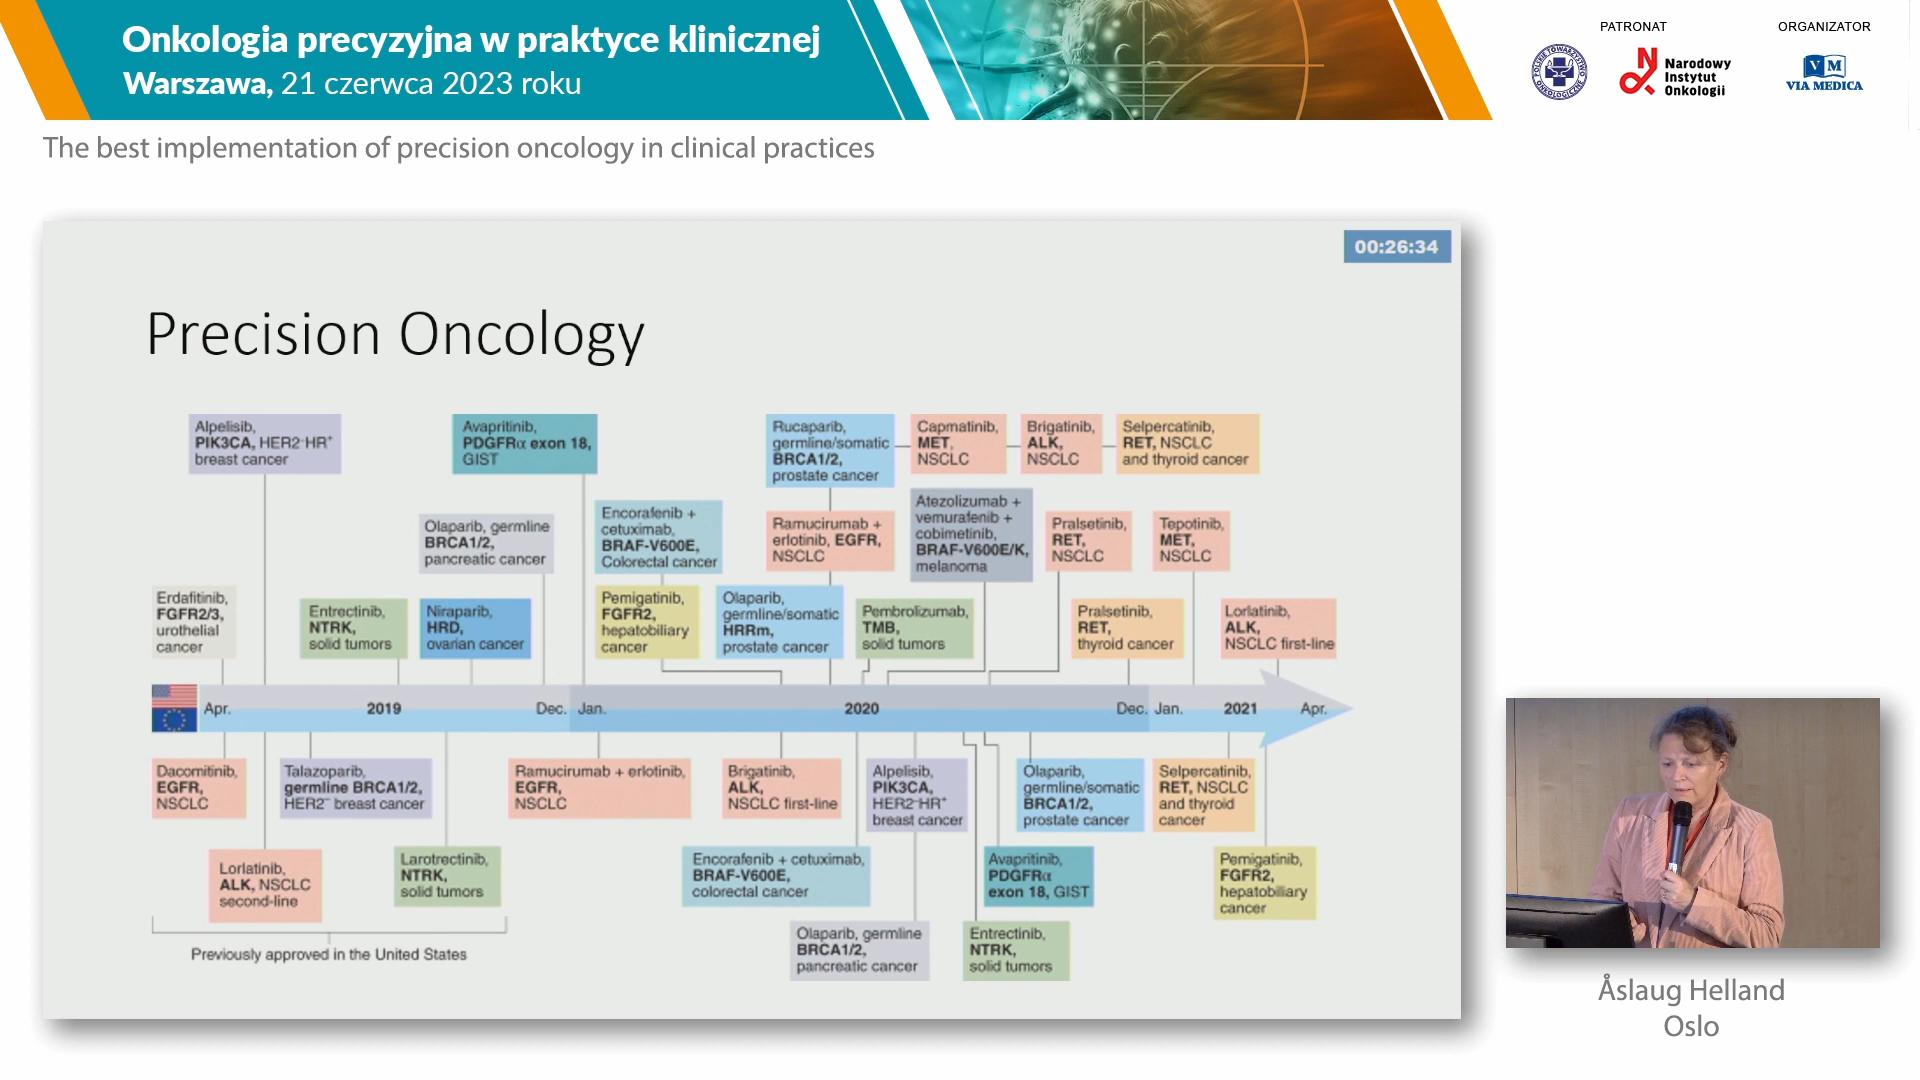 Onkologia precyzyjna w praktyce klinicznej
Warszawa, 21 czerwca 2023 roku
PATRONAT
ORGANIZATOR
POLSKIE TOWARZYSTWO ONKOLOGICZNE
Narodowy
Instytut
Onkologii
VM
VIA MEDICA
The best implementation of precision oncology in clinical practices
00:26:34
Precision Oncology
Alpelisib,
PIK3CA, HER2⁻HR⁺
breast cancer
Avapritinib,
PDGFRα exon 18,
GIST
Rucaparib,
germline/somatic
BRCA1/2,
prostate cancer
Capmatinib,
MET,
NSCLC
Brigatinib,
ALK,
NSCLC
Selpercatinib,
RET, NSCLC
and thyroid cancer
Olaparib, germline
BRCA1/2,
pancreatic cancer
Encorafenib +
cetuximab,
BRAF-V600E,
Colorectal cancer
Ramucirumab +
erlotinib, EGFR,
NSCLC
Atezolizumab +
vemurafenib +
cobimetinib,
BRAF-V600E/K,
melanoma
Pralsetinib,
RET,
NSCLC
Tepotinib,
MET,
NSCLC
Erdafitinib,
FGFR2/3,
urothelial
cancer
Entrectinib,
NTRK,
solid tumors
Niraparib,
HRD,
ovarian cancer
Pemigatinib,
FGFR2,
hepatobiliary
cancer
Olaparib,
germline/somatic
HRRm,
prostate cancer
Pembrolizumab,
TMB,
solid tumors
Pralsetinib,
RET,
thyroid cancer
Lorlatinib,
ALK,
NSCLC first-line
Apr. 2019 Dec. Jan. 2020 Dec. Jan. 2021 Apr.
Dacomitinib,
EGFR,
NSCLC
Talazoparib,
germline BRCA1/2,
HER2⁻ breast cancer
Ramucirumab + erlotinib,
EGFR,
NSCLC
Brigatinib,
ALK,
NSCLC first-line
Alpelisib,
PIK3CA,
HER2⁻HR⁺
breast cancer
Olaparib,
germline/somatic
BRCA1/2,
prostate cancer
Selpercatinib,
RET, NSCLC
and thyroid
cancer
Lorlatinib,
ALK, NSCLC
second-line
Larotrectinib,
NTRK,
solid tumors
Encorafenib + cetuximab,
BRAF-V600E,
colorectal cancer
Avapritinib,
PDGFRα
exon 18, GIST
Pemigatinib,
FGFR2,
hepatobiliary
cancer
Previously approved in the United States
Olaparib, germline
BRCA1/2,
pancreatic cancer
Entrectinib,
NTRK,
solid tumors
Åslaug Helland
Oslo